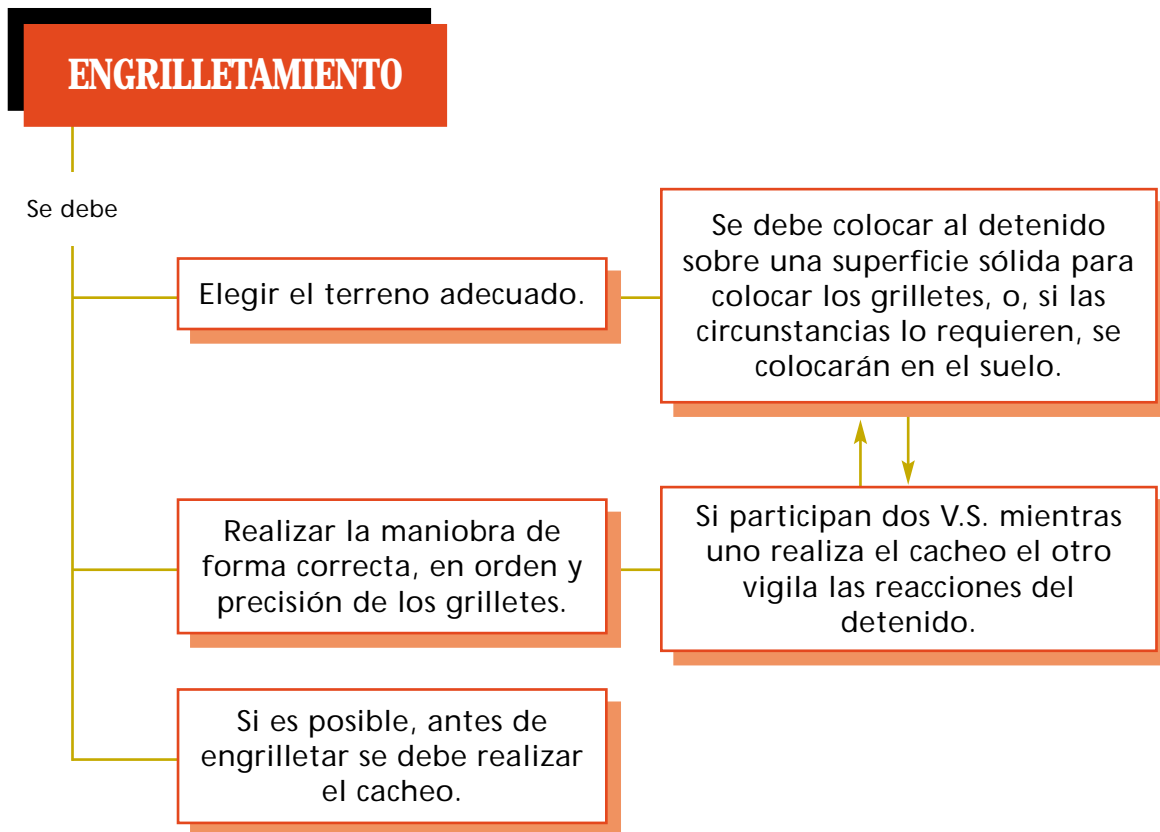 ENGRILLETAMIENTO
Se debe
Elegir el terreno adecuado.
Se debe colocar al detenido
sobre una superficie sólida para
colocar los grilletes, o, si las
circunstancias lo requieren, se
colocarán en el suelo.
Realizar la maniobra de
forma correcta, en orden y
precisión de los grilletes.
Si participan dos V.S. mientras
uno realiza el cacheo el otro
vigila las reacciones del
detenido.
Si es posible, antes de
engrilletar se debe realizar
el cacheo.